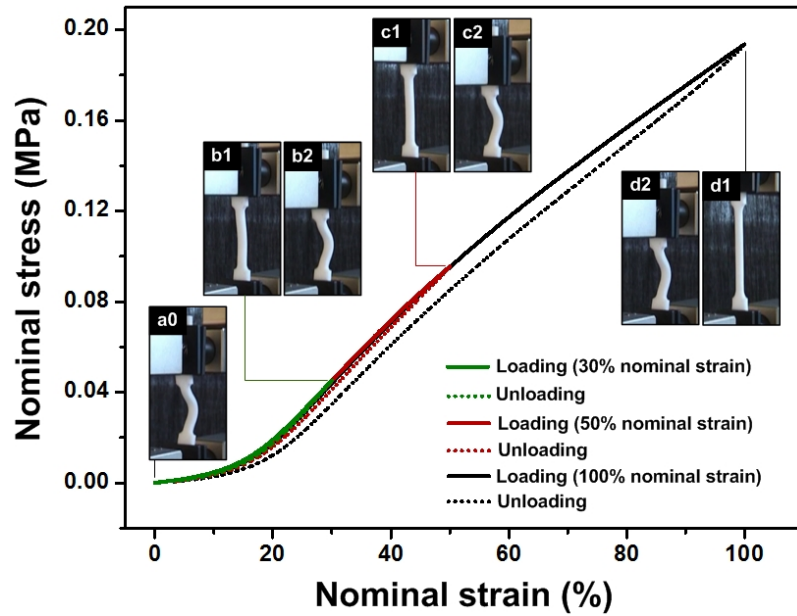 Nominal stress (MPa)
0.20
0.16
0.12
0.08
0.04
0.00
c1
c2
b1
b2
d2
d1
a0
Loading (30% nominal strain)
Unloading
Loading (50% nominal strain)
Unloading
Loading (100% nominal strain)
Unloading
0
20
40
60
80
100
Nominal strain (%)